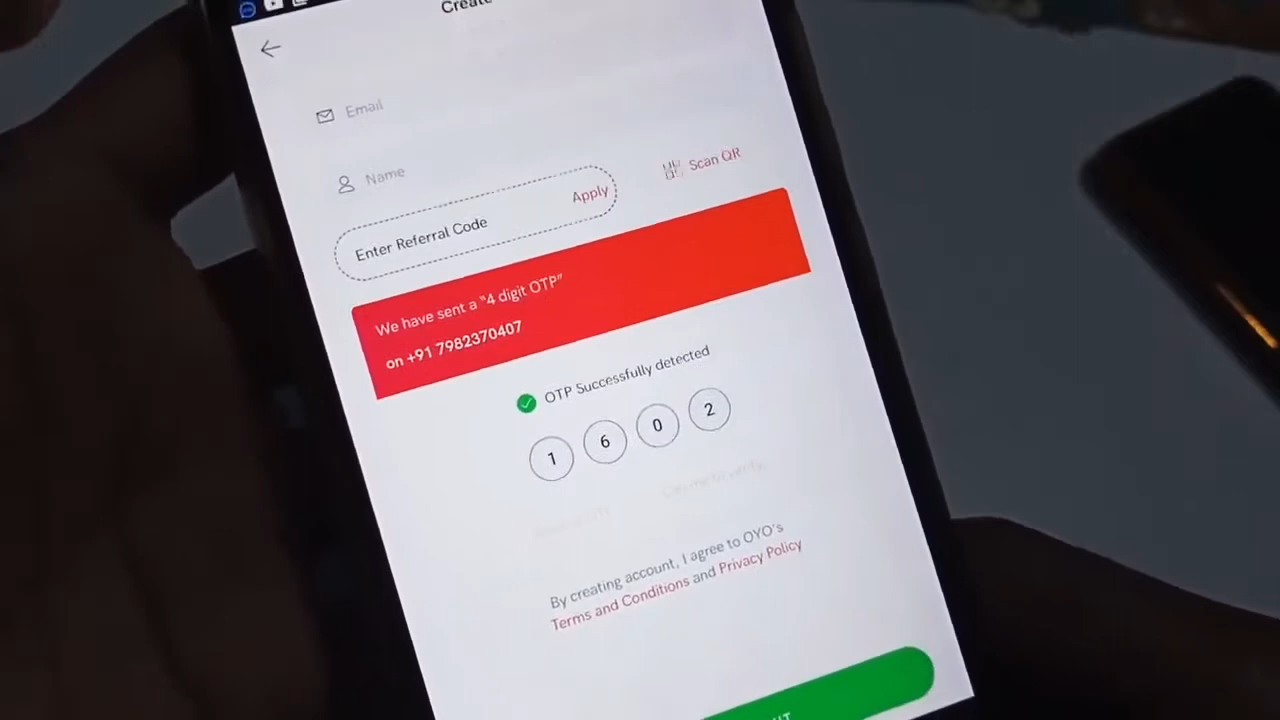 Create
Email
Name
Scan QR
Enter Referral Code
Apply
We have sent a "4 digit OTP"
on +91 7982370407
OTP Successfully detected
1 6 0 2
By creating account, I agree to OYO's
Terms and Conditions and Privacy Policy